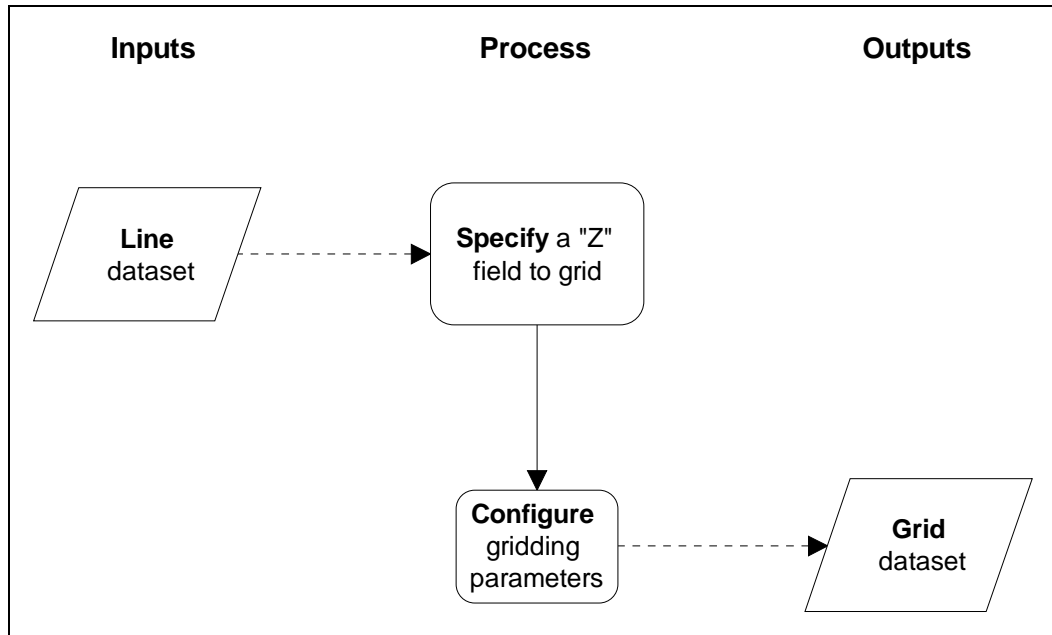 Inputs
Process
Outputs
Line
dataset
Specify a "Z"
field to grid
Configure
gridding
parameters
Grid
dataset